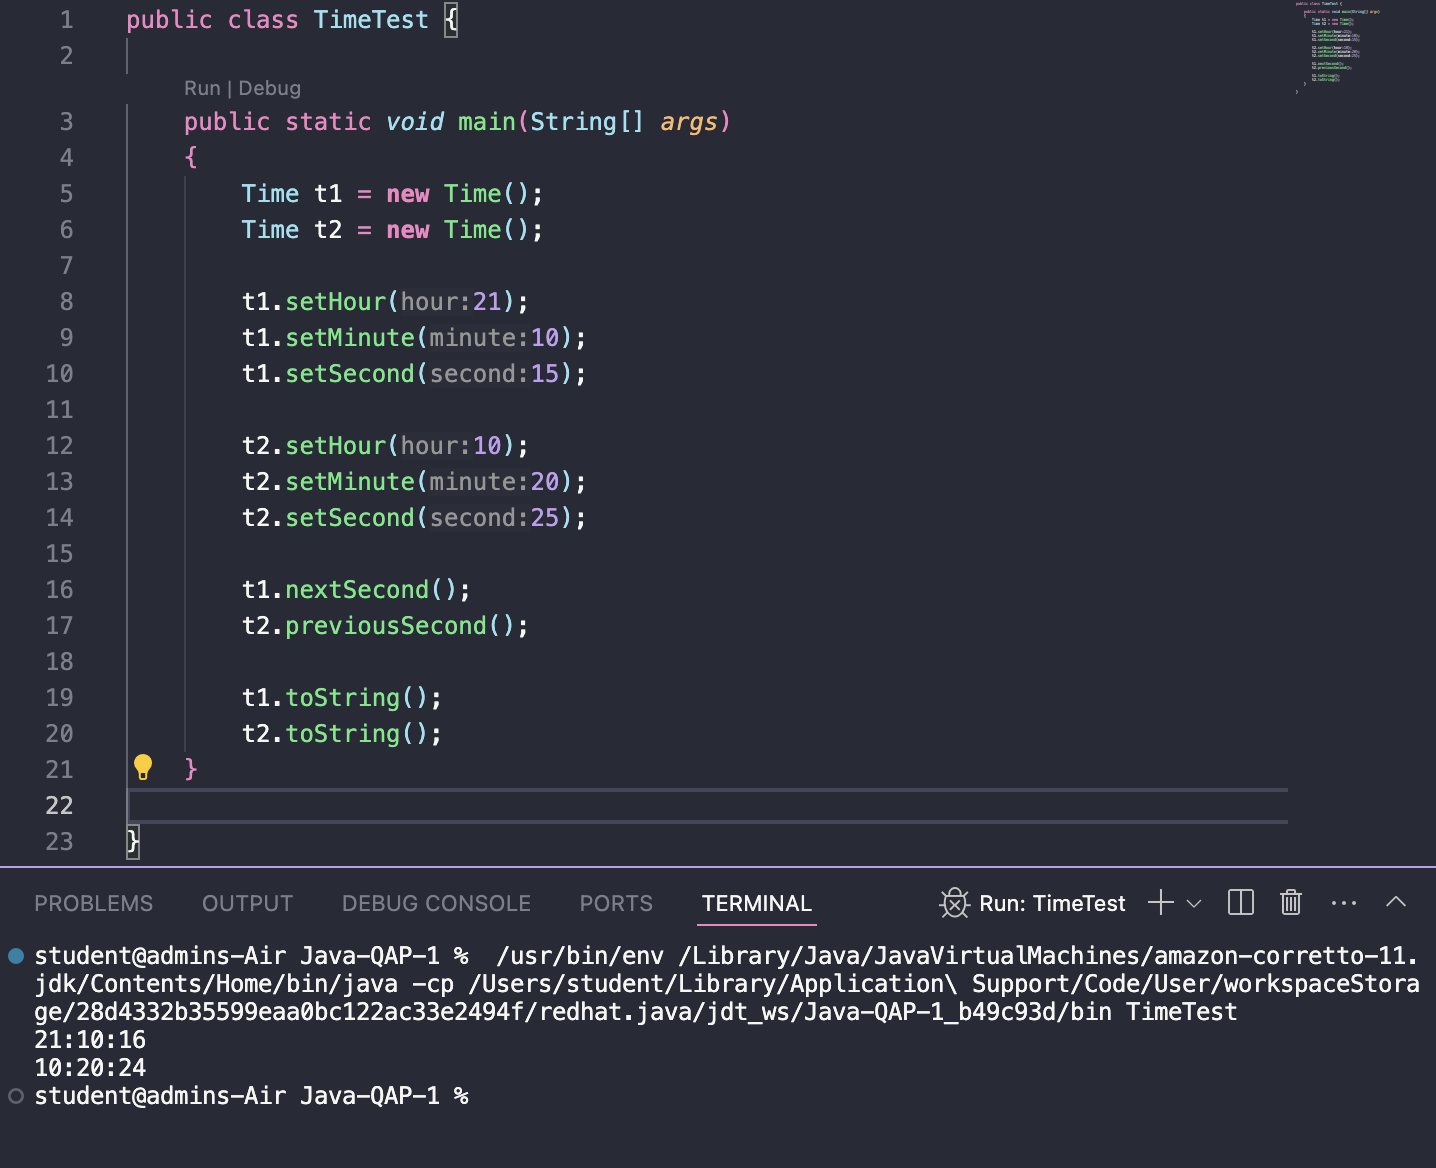 1 public class TimeTest {
2
Run | Debug
3 public static void main(String[] args)
4 {
5 Time t1 = new Time();
6 Time t2 = new Time();
7
8 t1.setHour(hour:21);
9 t1.setMinute(minute:10);
10 t1.setSecond(second:15);
11
12 t2.setHour(hour:10);
13 t2.setMinute(minute:20);
14 t2.setSecond(second:25);
15
16 t1.nextSecond();
17 t2.previousSecond();
18
19 t1.toString();
20 t2.toString();
21 }
22
23 }
PROBLEMS OUTPUT DEBUG CONSOLE PORTS TERMINAL Run: TimeTest
student@admins-Air Java-QAP-1 % /usr/bin/env /Library/Java/JavaVirtualMachines/amazon-corretto-11.
jdk/Contents/Home/bin/java -cp /Users/student/Library/Application\ Support/Code/User/workspaceStora
ge/28d4332b35599eaa0bc122ac33e2494f/redhat.java/jdt_ws/Java-QAP-1_b49c93d/bin TimeTest
21:10:16
10:20:24
student@admins-Air Java-QAP-1 %